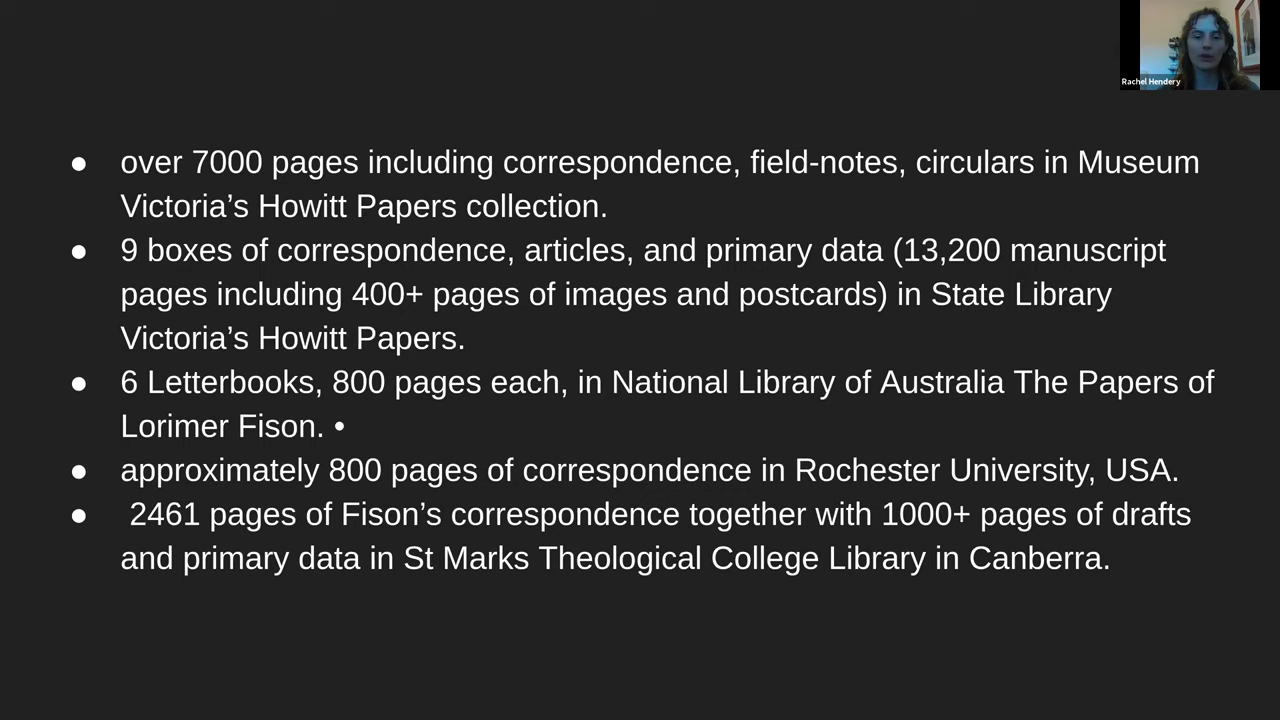 Rachel Hendery
● over 7000 pages including correspondence, field-notes, circulars in Museum
Victoria’s Howitt Papers collection.
● 9 boxes of correspondence, articles, and primary data (13,200 manuscript
pages including 400+ pages of images and postcards) in State Library
Victoria’s Howitt Papers.
● 6 Letterbooks, 800 pages each, in National Library of Australia The Papers of
Lorimer Fison. •
● approximately 800 pages of correspondence in Rochester University, USA.
● 2461 pages of Fison’s correspondence together with 1000+ pages of drafts
and primary data in St Marks Theological College Library in Canberra.